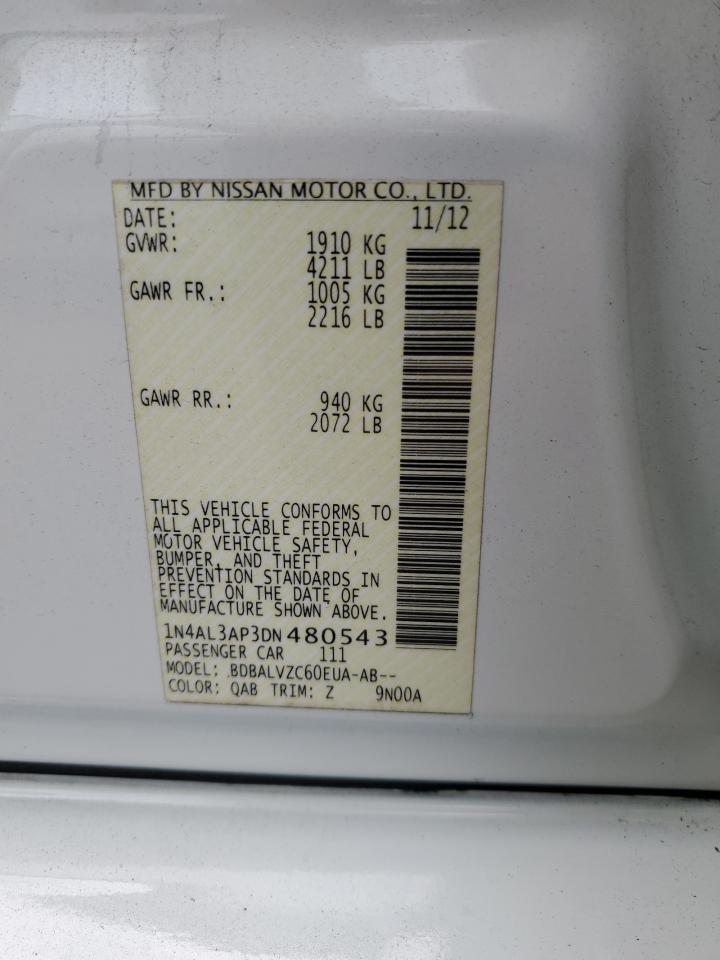 MFD BY NISSAN MOTOR CO., LTD.
DATE: 11/12
GVWR: 1910 KG
4211 LB
GAWR FR.: 1005 KG
2216 LB
GAWR RR.: 940 KG
2072 LB
THIS VEHICLE CONFORMS TO
ALL APPLICABLE FEDERAL
MOTOR VEHICLE SAFETY,
BUMPER, AND THEFT
PREVENTION STANDARDS IN
EFFECT ON THE DATE OF
MANUFACTURE SHOWN ABOVE.
1N4AL3AP3DN480543
PASSENGER CAR 111
MODEL: BDBALVZC60EUA-AB--
COLOR: QAB TRIM: Z 9N00A